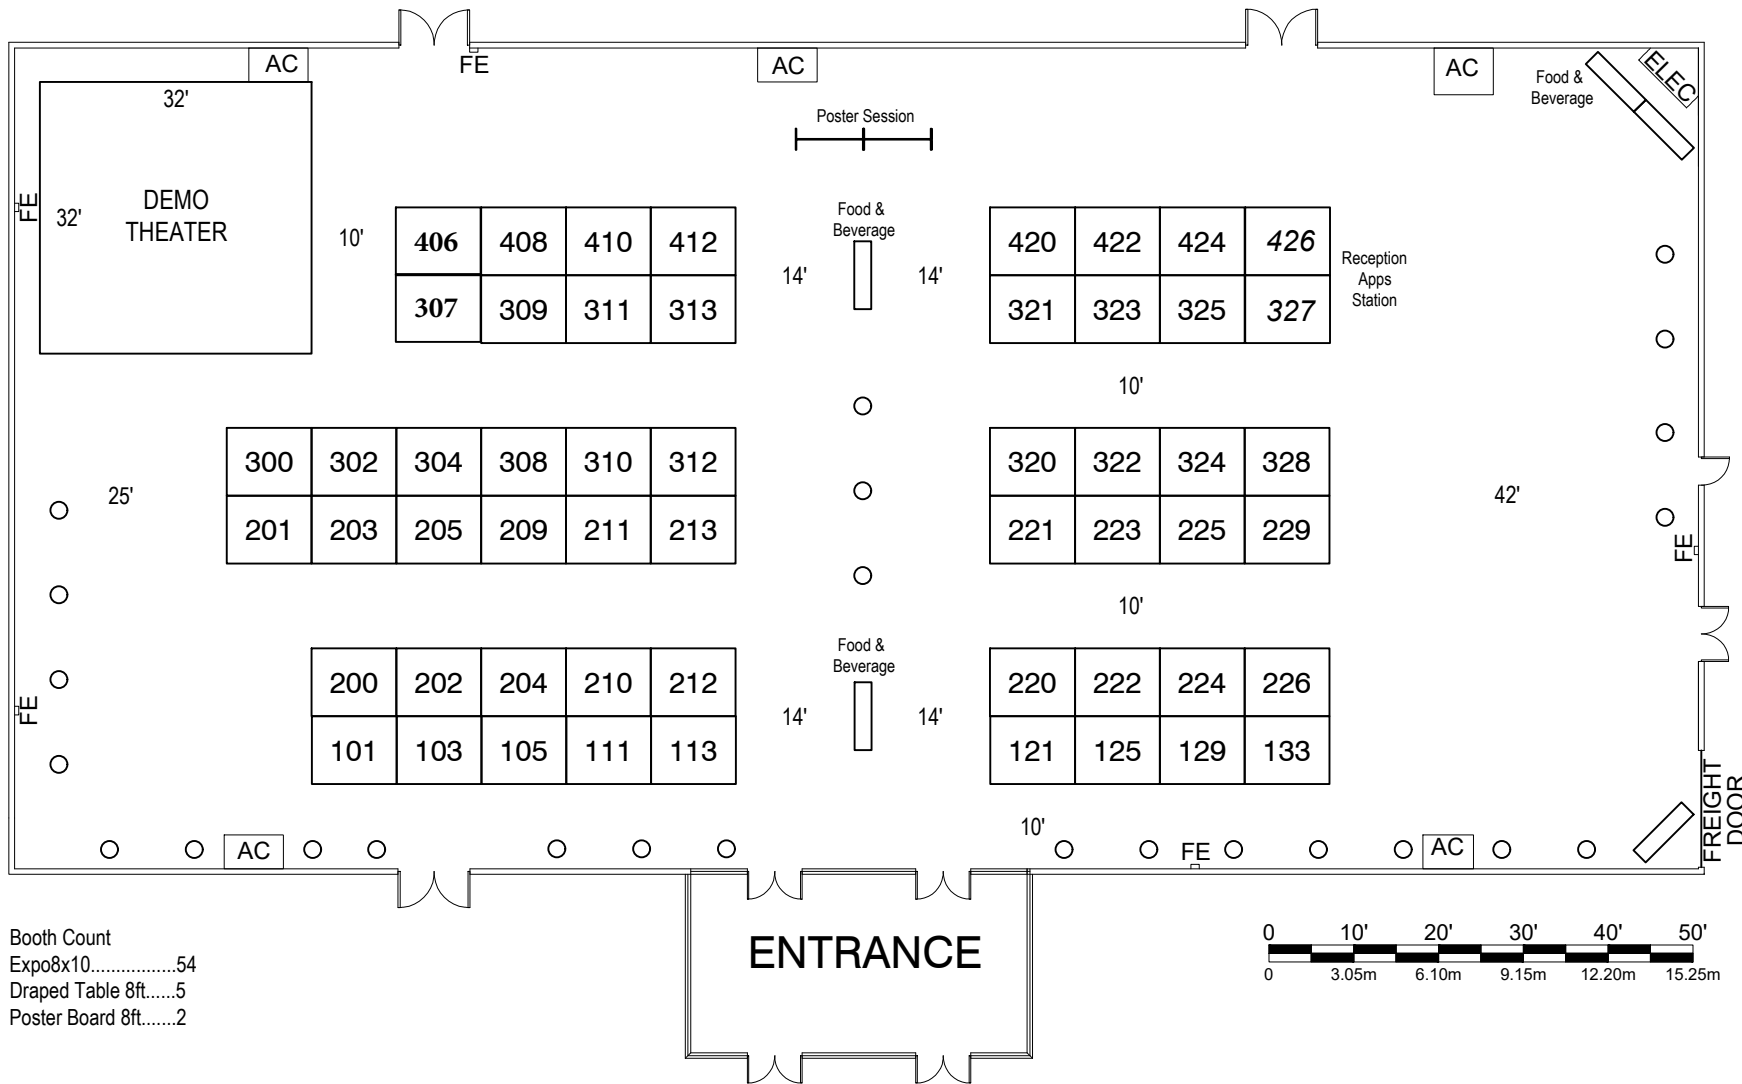 AC
FE
AC
AC
Food &
Beverage
ELEC
32'
Poster Session
FE
32'
DEMO
THEATER
10'
406 408 410 412
307 309 311 313
Food &
Beverage
14'
14'
420 422 424 426
321 323 325 327
Reception
Apps
Station
10'
25'
300 302 304 308 310 312
201 203 205 209 211 213
320 322 324 328
221 223 225 229
42'
FE
10'
FE
200 202 204 210 212
101 103 105 111 113
Food &
Beverage
14'
14'
220 222 224 226
121 125 129 133
FREIGHT
DOOR
AC
10'
FE
AC
ENTRANCE
Booth Count
Expo8x10................54
Draped Table 8ft......5
Poster Board 8ft.......2
0 10' 20' 30' 40' 50'
0 3.05m 6.10m 9.15m 12.20m 15.25m